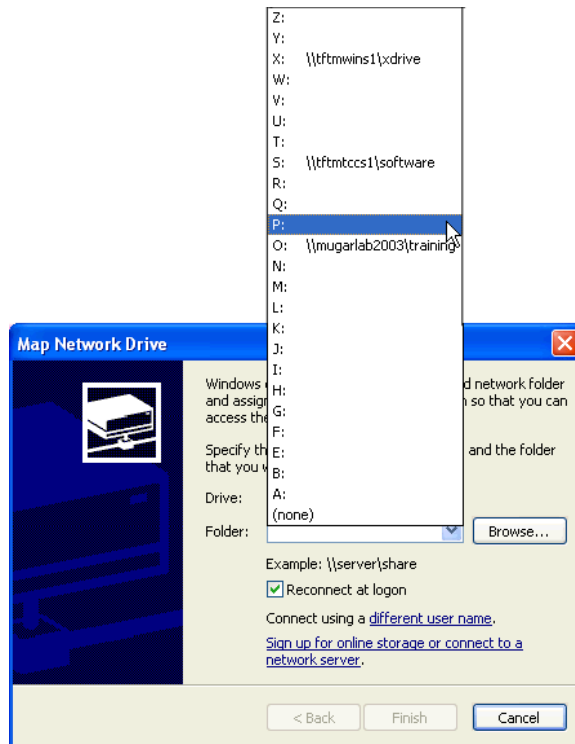 Z:
Y:
X: \\tftmwins1\xdrive
W:
V:
U:
T:
S: \\tftmtccs1\software
R:
Q:
P:
O: \\mugarlab2003\training
N:
M:
L:
K:
J:
I:
H:
G:
F:
E:
B:
A:
(none)
Map Network Drive
Windows d network folder
and assig so that you can
access the
Specify th and the folder
that you
Drive:
Folder: Browse...
Example: \\server\share
Reconnect at logon
Connect using a different user name.
Sign up for online storage or connect to a
network server.
< Back Finish Cancel